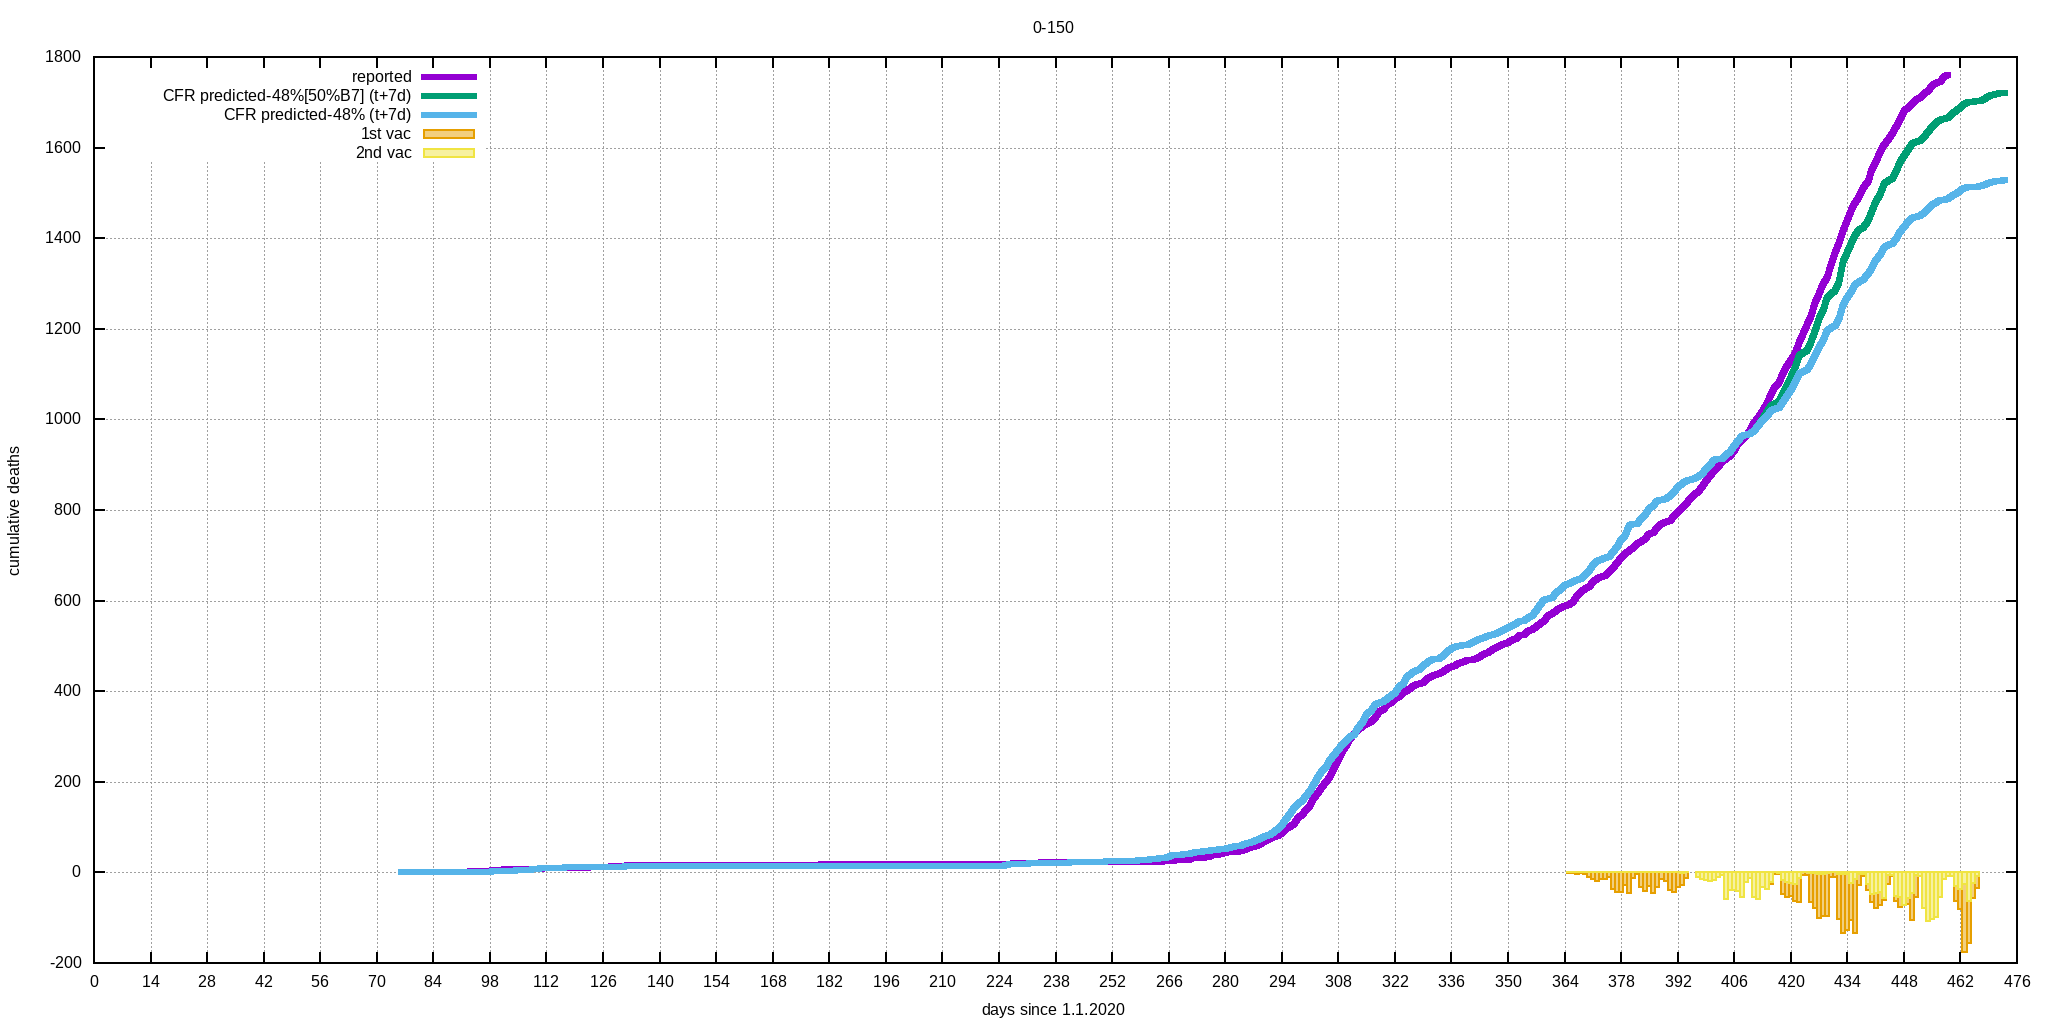 0-150
1800
1600
1400
1200
1000
800
600
400
200
0
-200
cumulative deaths
reported
CFR predicted-48%[50%B7] (t+7d)
CFR predicted-48% (t+7d)
1st vac
2nd vac
0 14 28 42 56 70 84 98 112 126 140 154 168 182 196 210 224 238 252 266 280 294 308 322 336 350 364 378 392 406 420 434 448 462 476
days since 1.1.2020